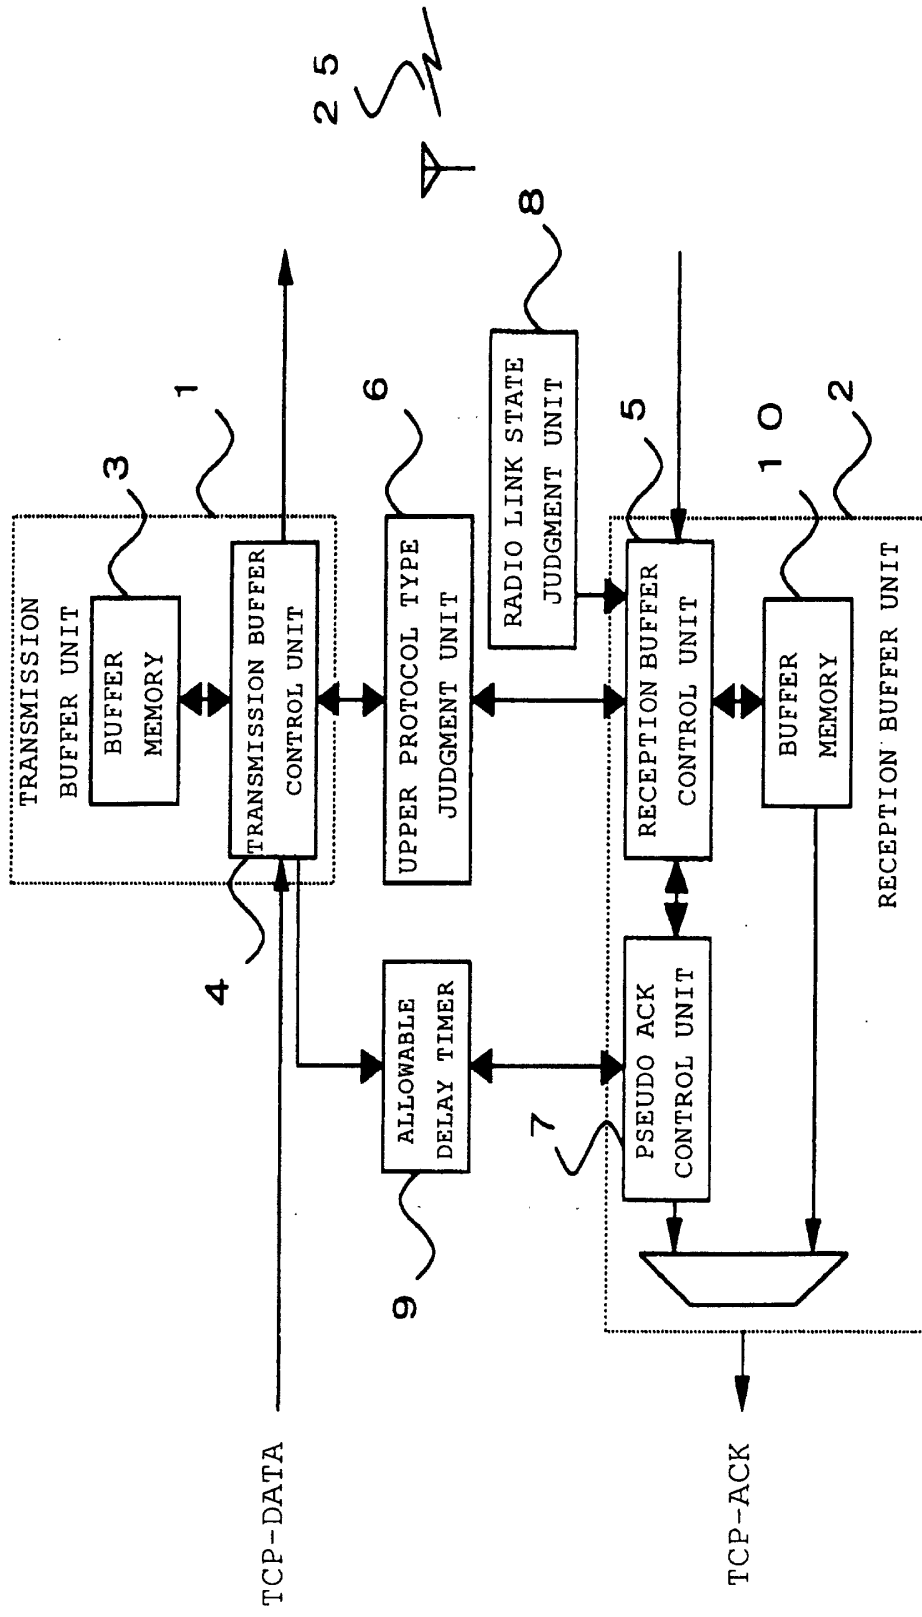 TRANSMISSION
BUFFER UNIT
1
3
BUFFER
MEMORY
4
TRANSMISSION BUFFER
CONTROL UNIT
TCP-DATA
25
9
ALLOWABLE
DELAY TIMER
6
UPPER PROTOCOL TYPE
JUDGMENT UNIT
8
RADIO LINK STATE
JUDGMENT UNIT
7
PSEUDO ACK
CONTROL UNIT
5
RECEPTION BUFFER
CONTROL UNIT
10
BUFFER
MEMORY
2
RECEPTION BUFFER UNIT
TCP-ACK